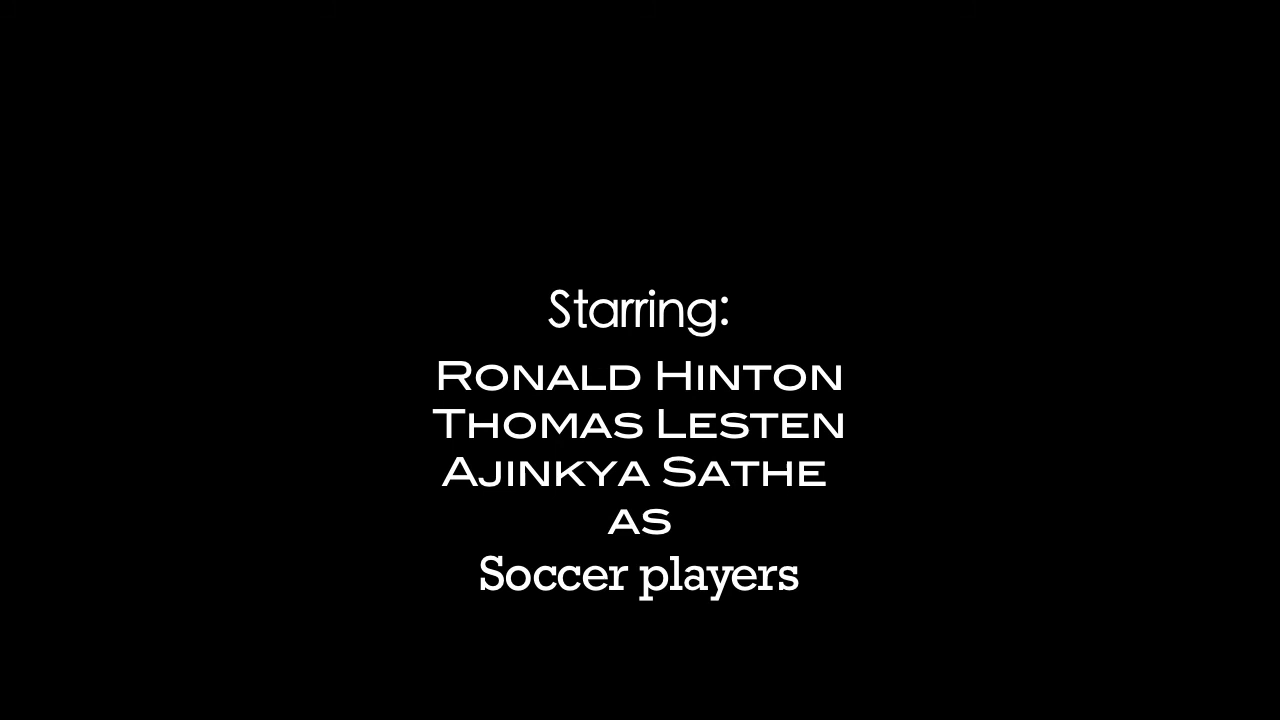 Starring:
Ronald Hinton
Thomas Lesten
Ajinkya Sathe
as
Soccer players